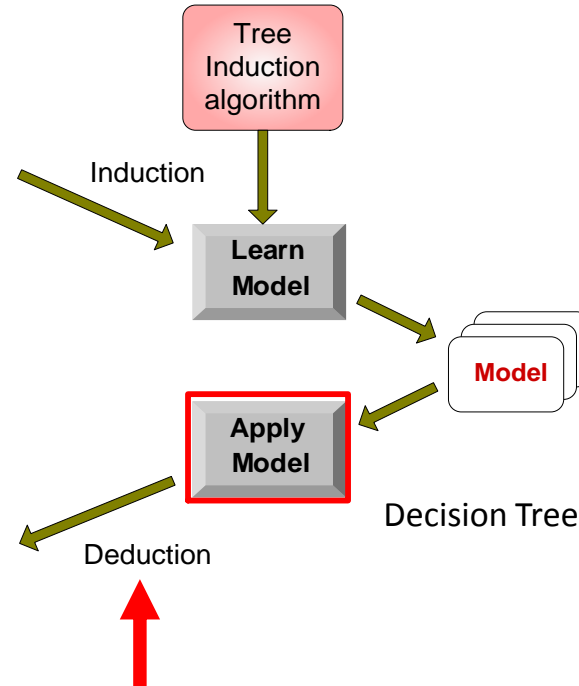 Tree
Induction
algorithm
Induction
Learn
Model
Model
Apply
Model
Decision Tree
Deduction